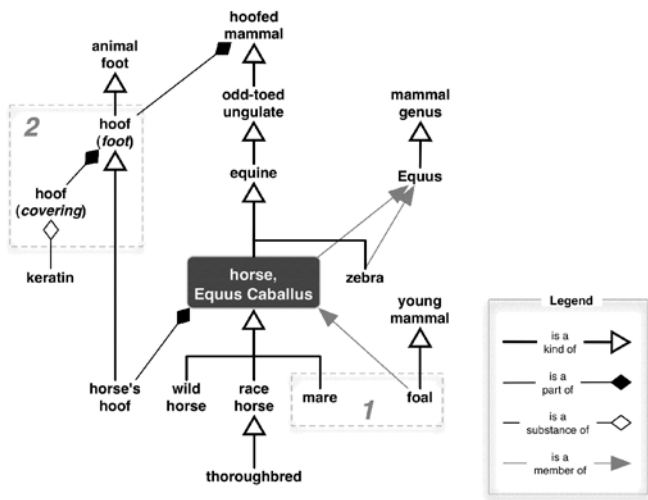 hoofed
mammal
animal
foot
odd-toed
ungulate
mammal
genus
2
hoof
(foot)
equine
Equus
hoof
(covering)
keratin
horse,
Equus Caballus
zebra
young
mammal
horse's
hoof
wild
horse
race
horse
mare
1
foal
thoroughbred
Legend
is a
kind of
is a
part of
is a
substance of
is a
member of